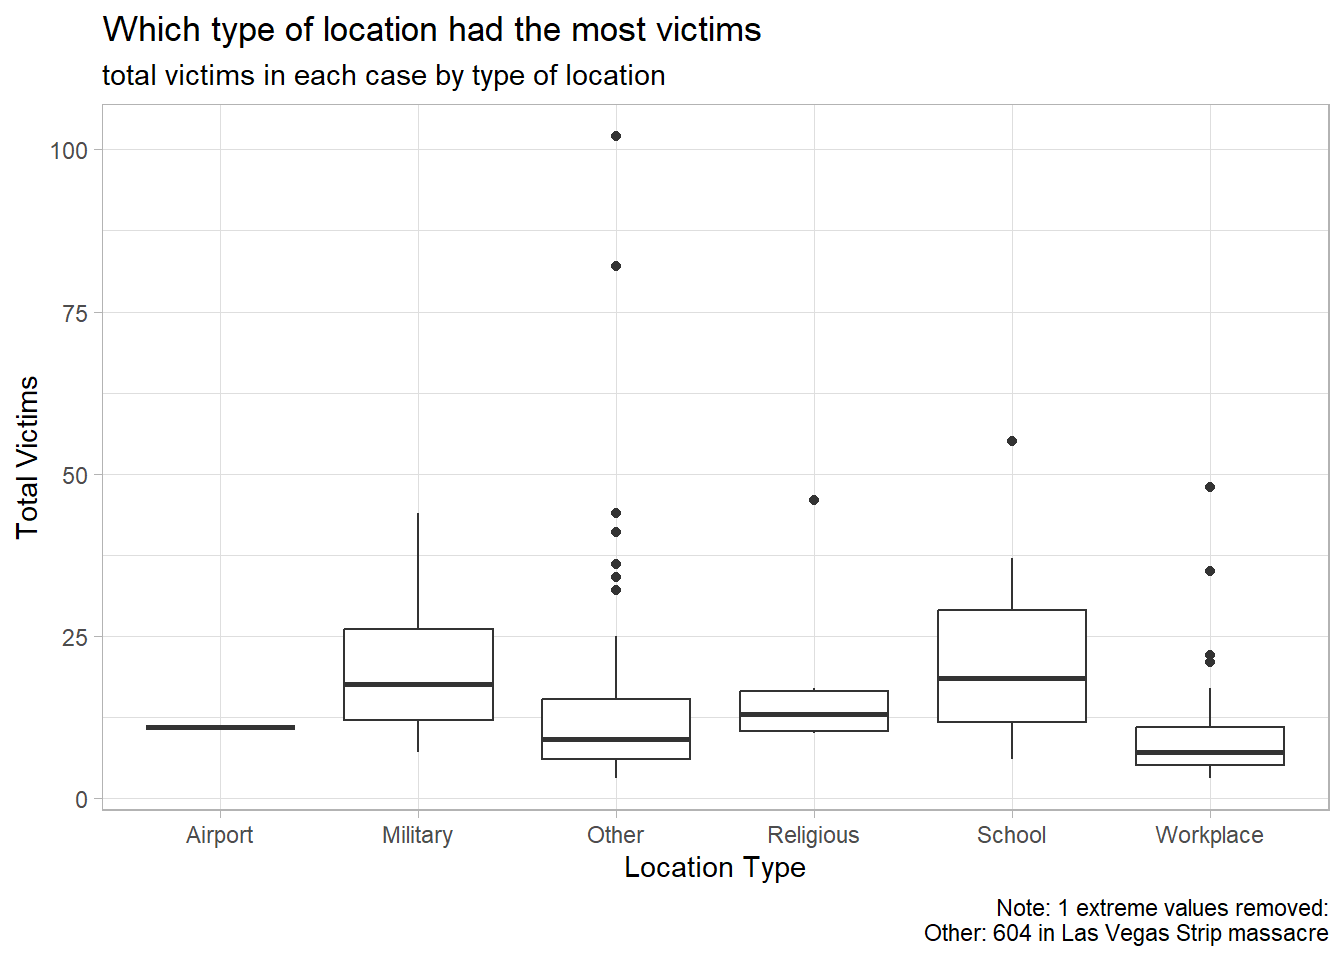 Which type of location had the most victims
total victims in each case by type of location
Total Victims
100
75
50
25
0
Airport Military Other Religious School Workplace
Location Type
Note: 1 extreme values removed:
Other: 604 in Las Vegas Strip massacre